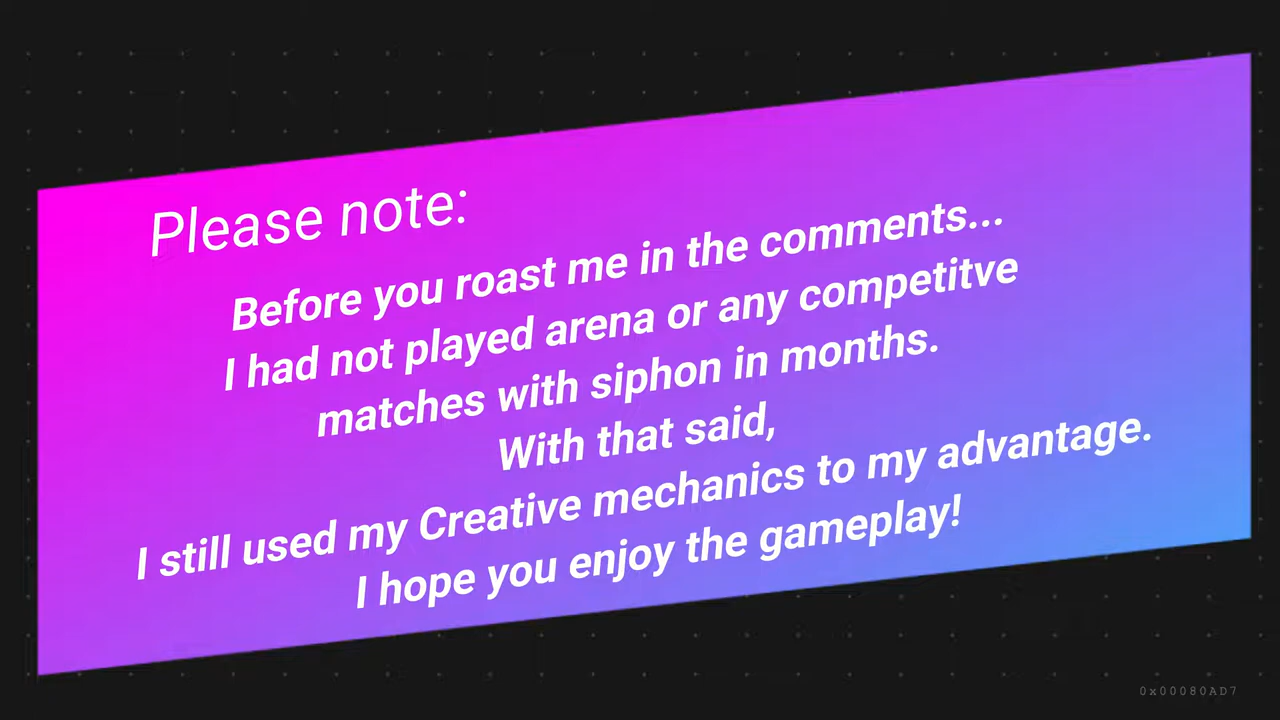 Please note:
Before you roast me in the comments...
I had not played arena or any competitve
matches with siphon in months.
With that said,
I still used my Creative mechanics to my advantage.
I hope you enjoy the gameplay!
0x00080AD7